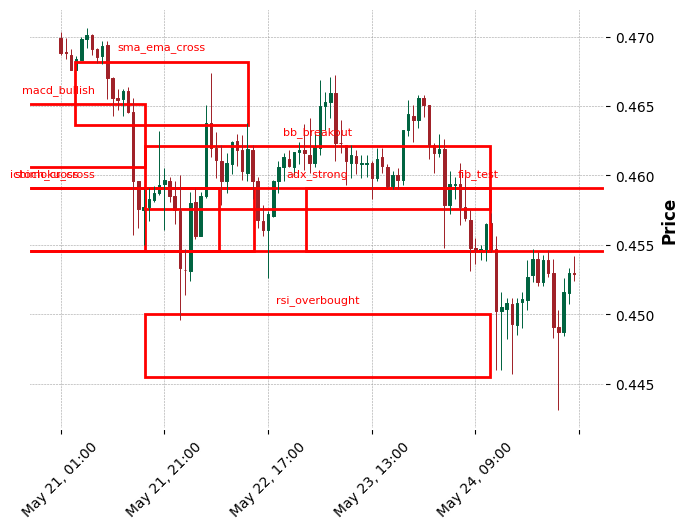 sma_ema_cross
macd_bullish
bb_breakout
stoch_cross
adx_strong
fib_test
rsi_overbought
0.470
0.465
0.460
0.455
0.450
0.445
Price
May 21, 01:00
May 21, 21:00
May 22, 17:00
May 23, 13:00
May 24, 09:00